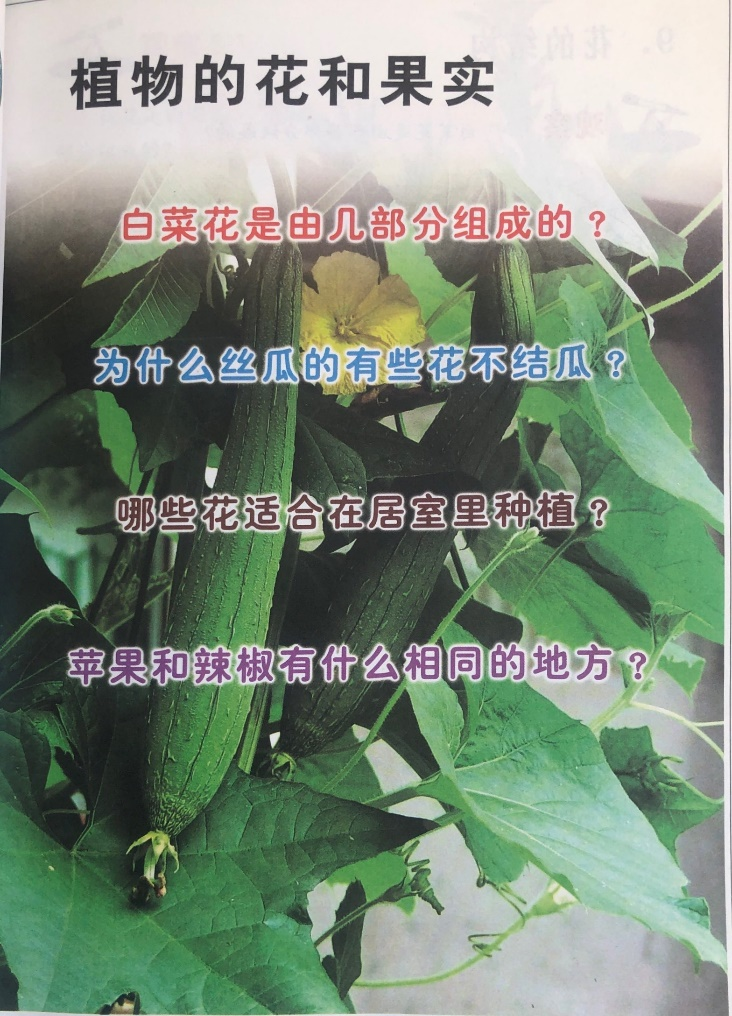 植物的花和果实
白菜花是由几部分组成的？
为什么丝瓜的有些花不结瓜？
哪些花适合在居室里种植？
苹果和辣椒有什么相同的地方？